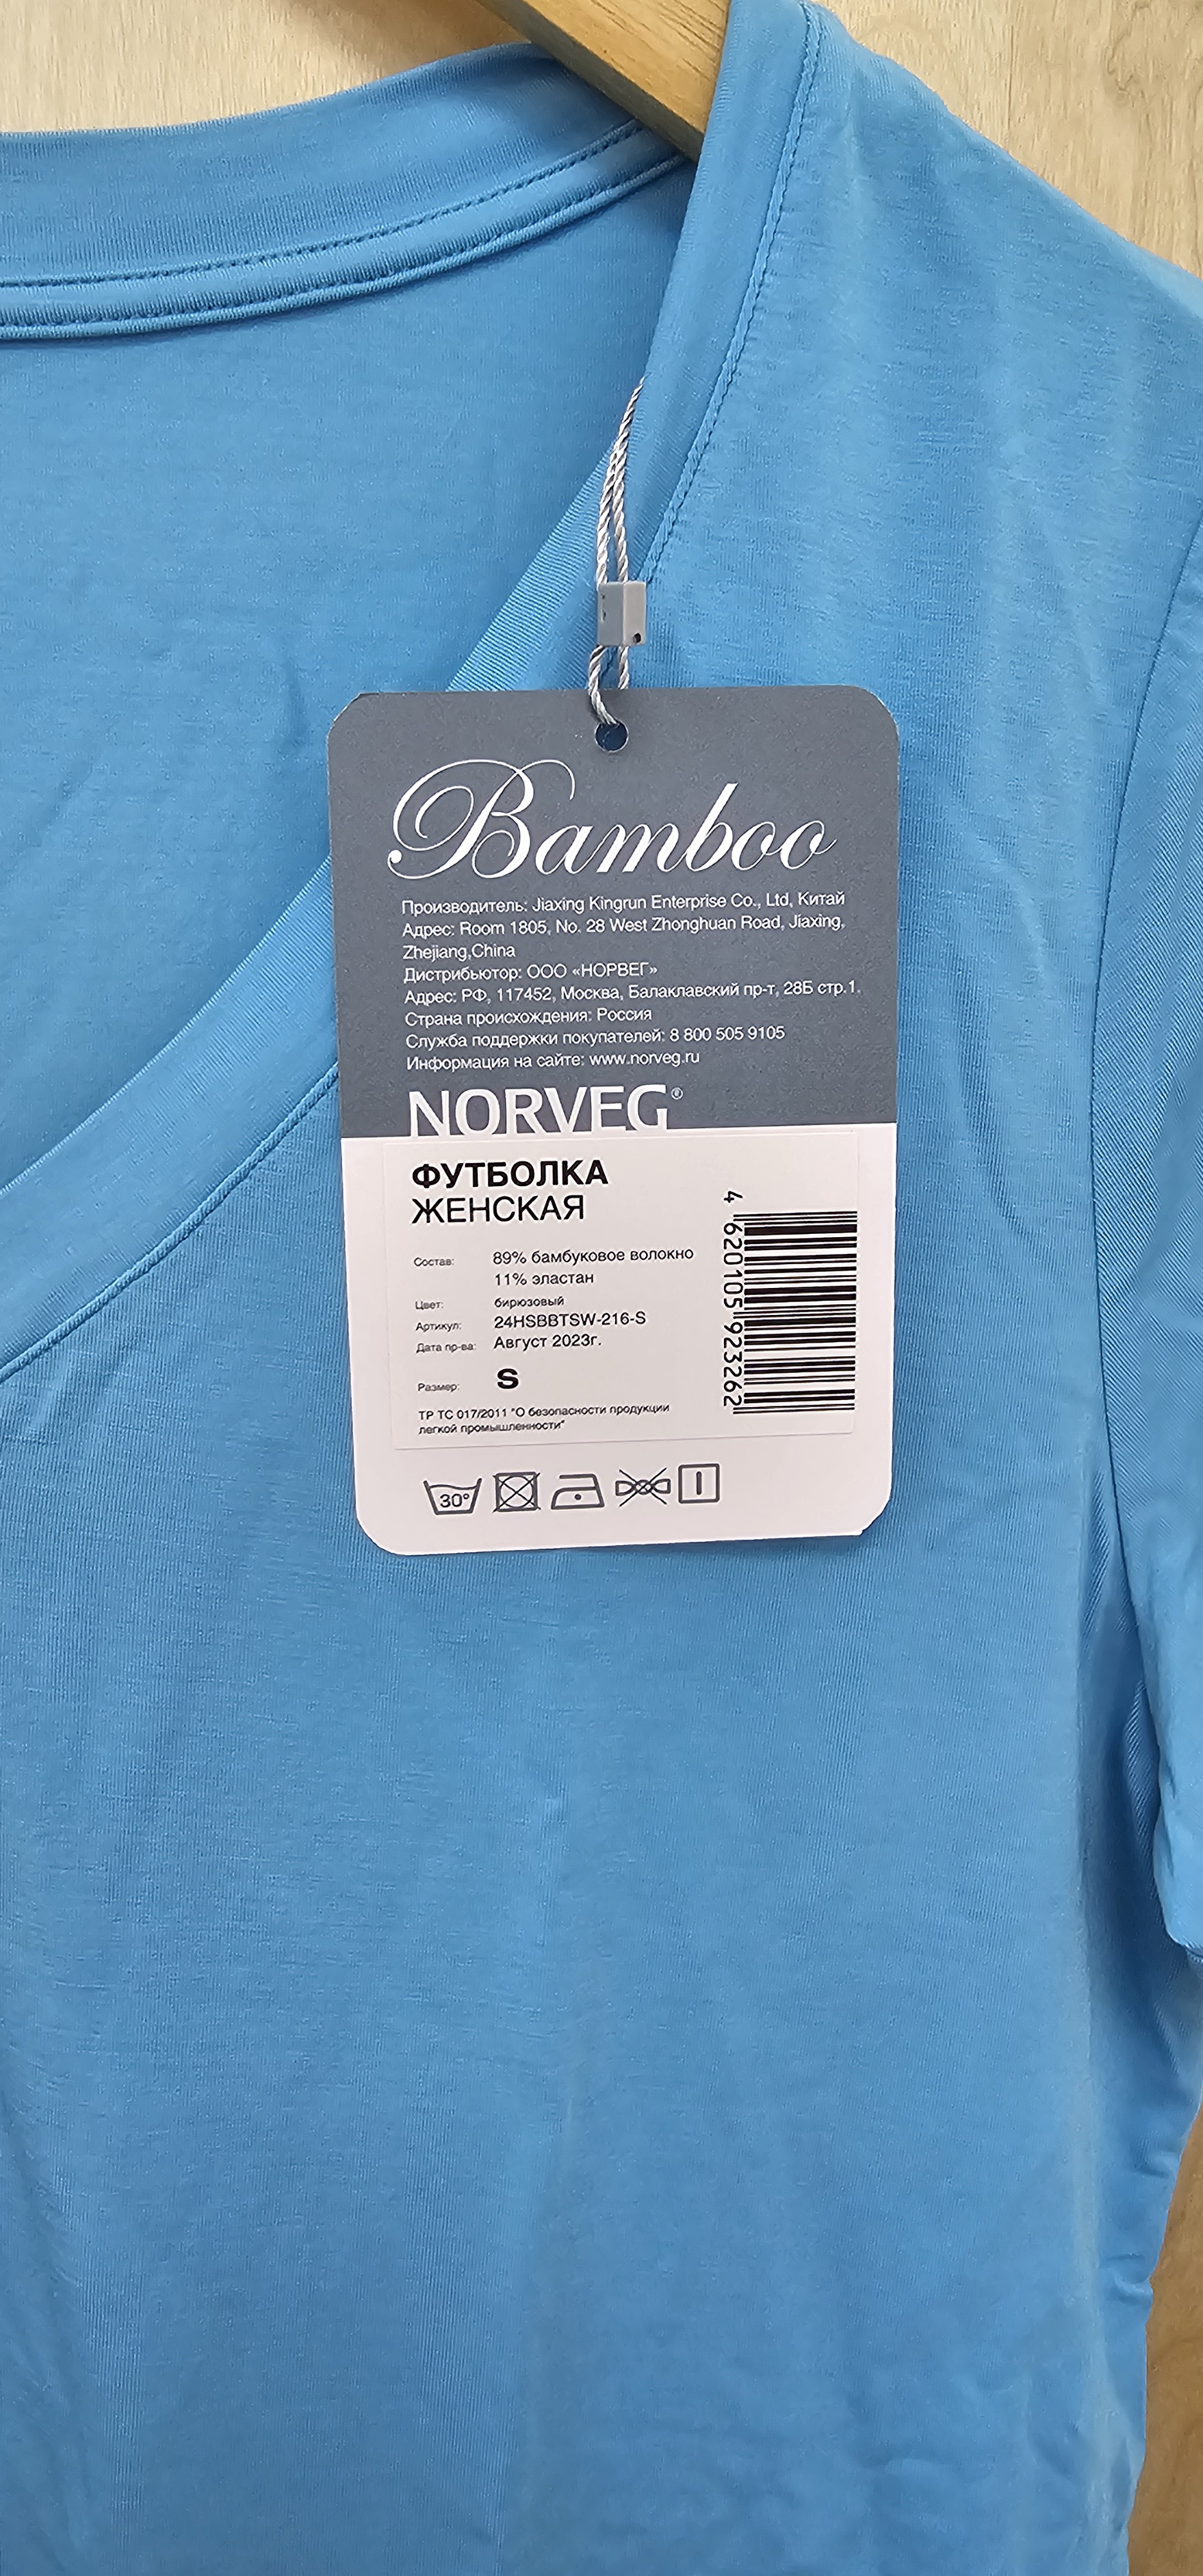 Bamboo
Производитель: Jiaxing Kingrun Enterprise Co., Ltd, Китай
Адрес: Room 1805, No. 28 West Zhonghuan Road, Jiaxing,
Zhejiang,China
Дистрибьютор: ООО «НОРВЕГ»
Адрес: РФ, 117452, Москва, Балаклавский пр-т, 28Б стр.1.
Страна происхождения: Россия
Служба поддержки покупателей: 8 800 505 9105
Информация на сайте: www.norveg.ru
NORVEG®
ФУТБОЛКА
ЖЕНСКАЯ
Состав: 89% бамбуковое волокно
11% эластан
Цвет: бирюзовый
Артикул: 24HSBBTSW-216-S
Дата пр-ва: Август 2023г.
Размер: S
ТР ТС 017/2011 "О безопасности продукции
легкой промышленности"
4 620105 923262
30°